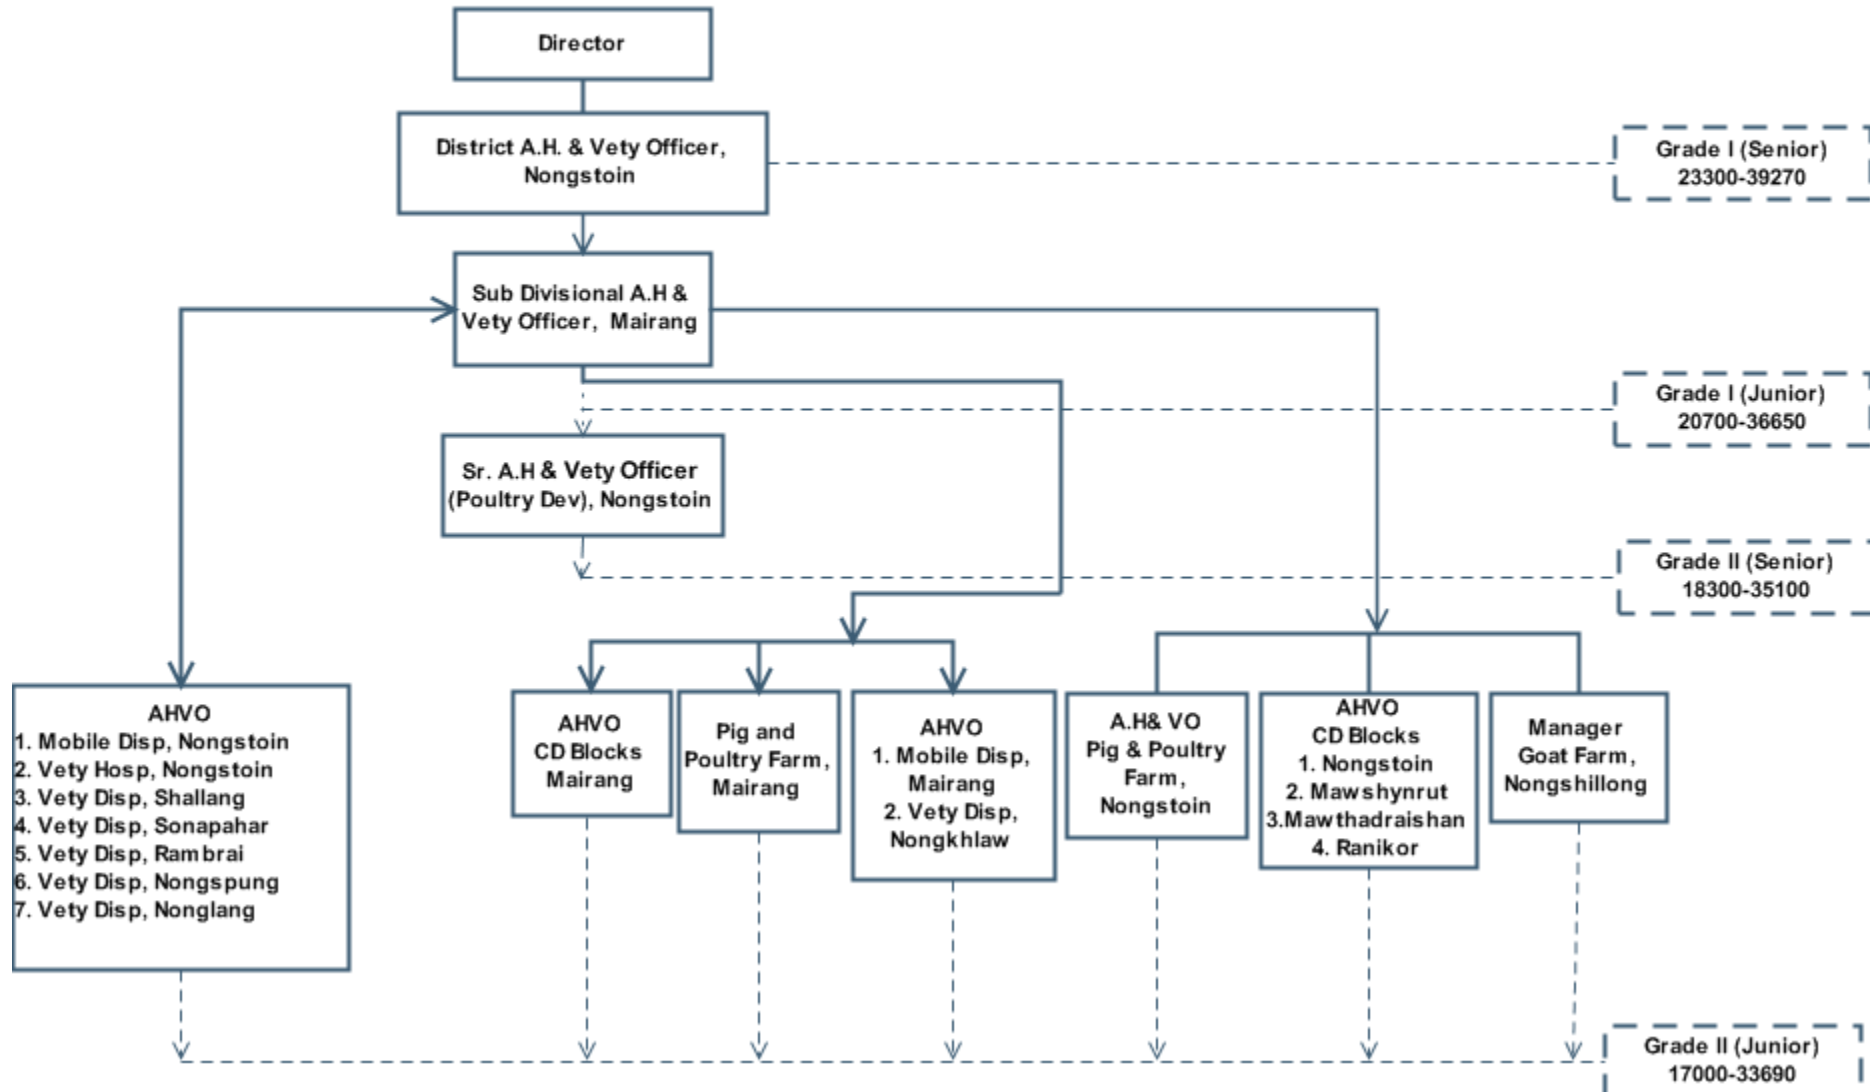 Director
District A.H. & Vety Officer,
Nongstoin
Grade I (Senior)
23300-39270
Sub Divisional A.H &
Vety Officer, Mairang
Grade I (Junior)
20700-36650
Sr. A.H & Vety Officer
(Poultry Dev), Nongstoin
Grade II (Senior)
18300-35100
AHVO
1. Mobile Disp, Nongstoin
2. Vety Hosp, Nongstoin
3. Vety Disp, Shallang
4. Vety Disp, Sonapahar
5. Vety Disp, Rambrai
6. Vety Disp, Nongspung
7. Vety Disp, Nonglang
AHVO
CD Blocks
Mairang
Pig and
Poultry Farm,
Mairang
AHVO
1. Mobile Disp,
Mairang
2. Vety Disp,
Nongkhlaw
A.H& VO
Pig & Poultry
Farm,
Nongstoin
AHVO
CD Blocks
1. Nongstoin
2. Mawshynrut
3.Mawthadraishan
4. Ranikor
Manager
Goat Farm,
Nongshillong
Grade II (Junior)
17000-33690